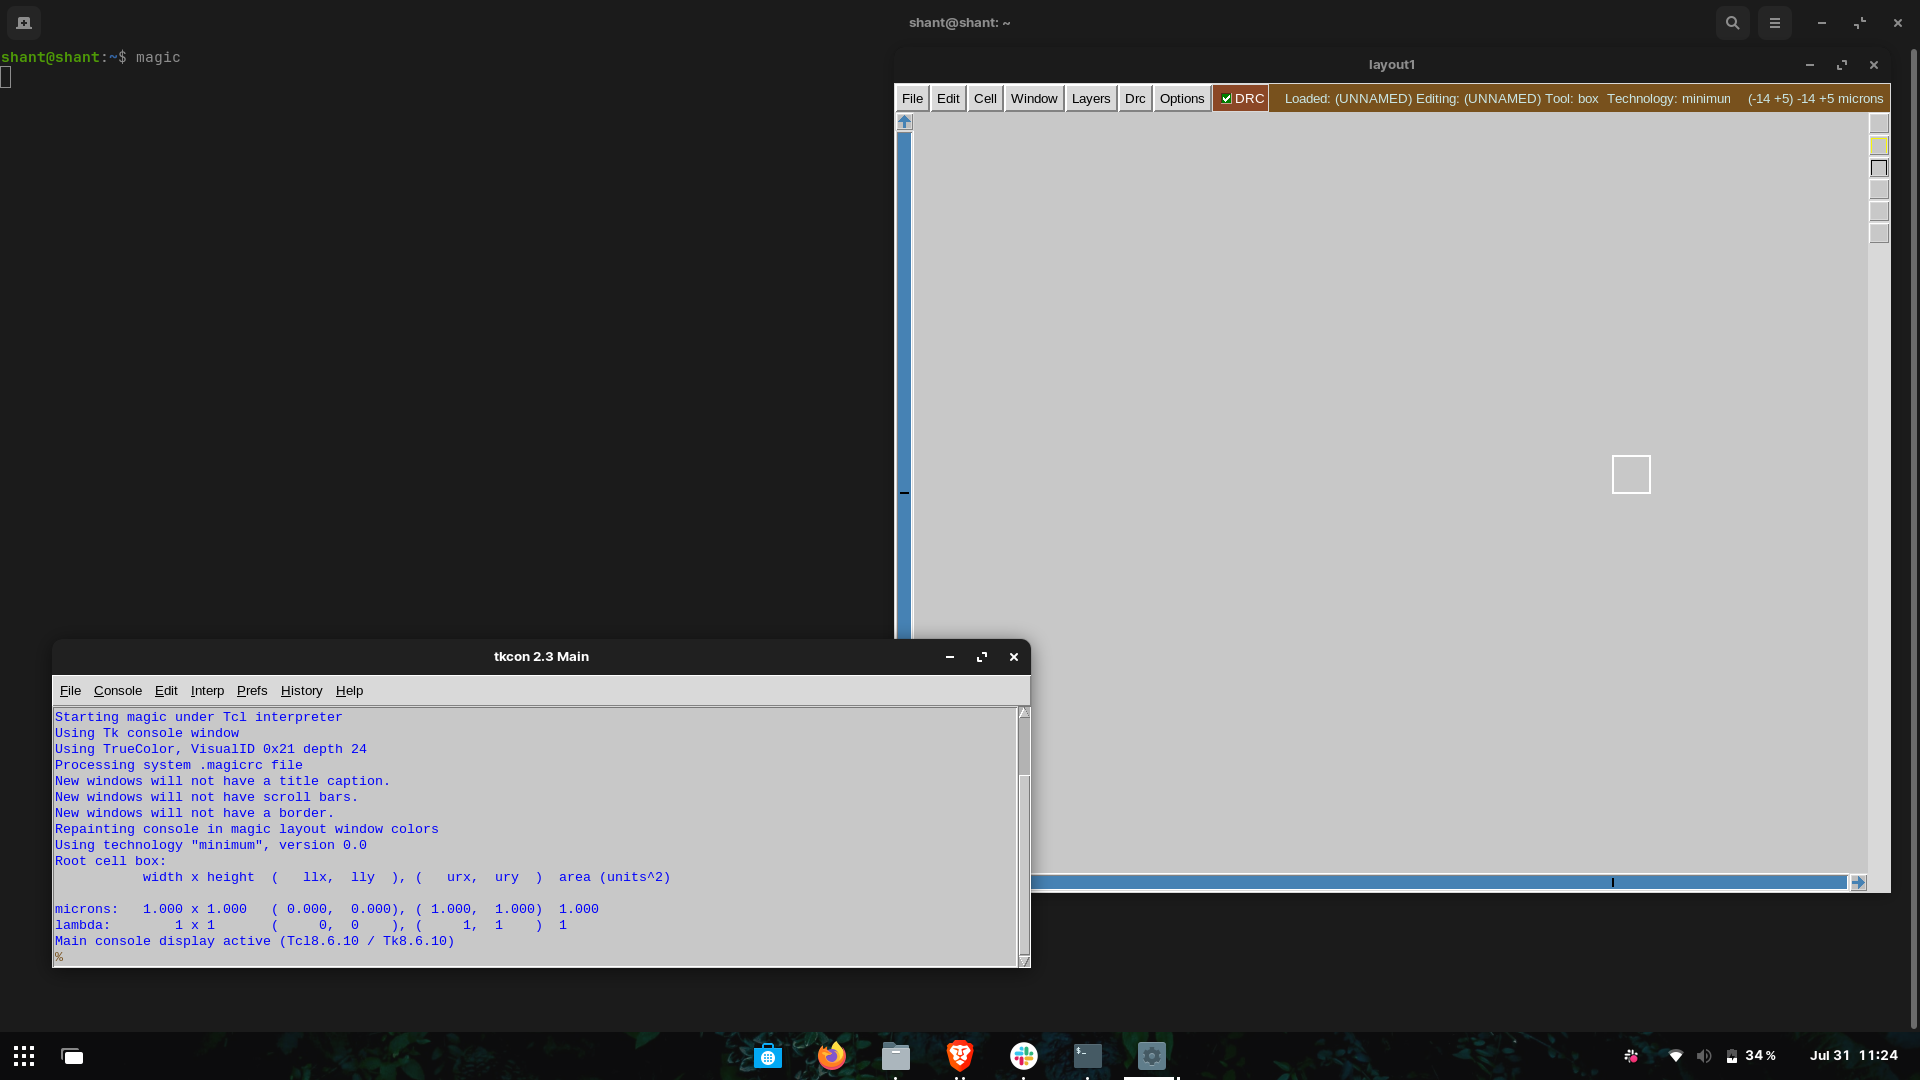 shant@shant: ~
shant@shant:~$ magic
layout1
File Edit Cell Window Layers Drc Options DRC Loaded: (UNNAMED) Editing: (UNNAMED) Tool: box Technology: minimun (-14 +5) -14 +5 microns
tkcon 2.3 Main
File Console Edit Interp Prefs History Help
Starting magic under Tcl interpreter
Using Tk console window
Using TrueColor, VisualID 0x21 depth 24
Processing system .magicrc file
New windows will not have a title caption.
New windows will not have scroll bars.
New windows will not have a border.
Repainting console in magic layout window colors
Using technology "minimum", version 0.0
Root cell box:
width x height ( llx, lly ), ( urx, ury ) area (units^2)
microns: 1.000 x 1.000 ( 0.000, 0.000), ( 1.000, 1.000) 1.000
lambda: 1 x 1 ( 0, 0 ), ( 1, 1 ) 1
Main console display active (Tcl8.6.10 / Tk8.6.10)
%
$-
34% Jul 31 11:24